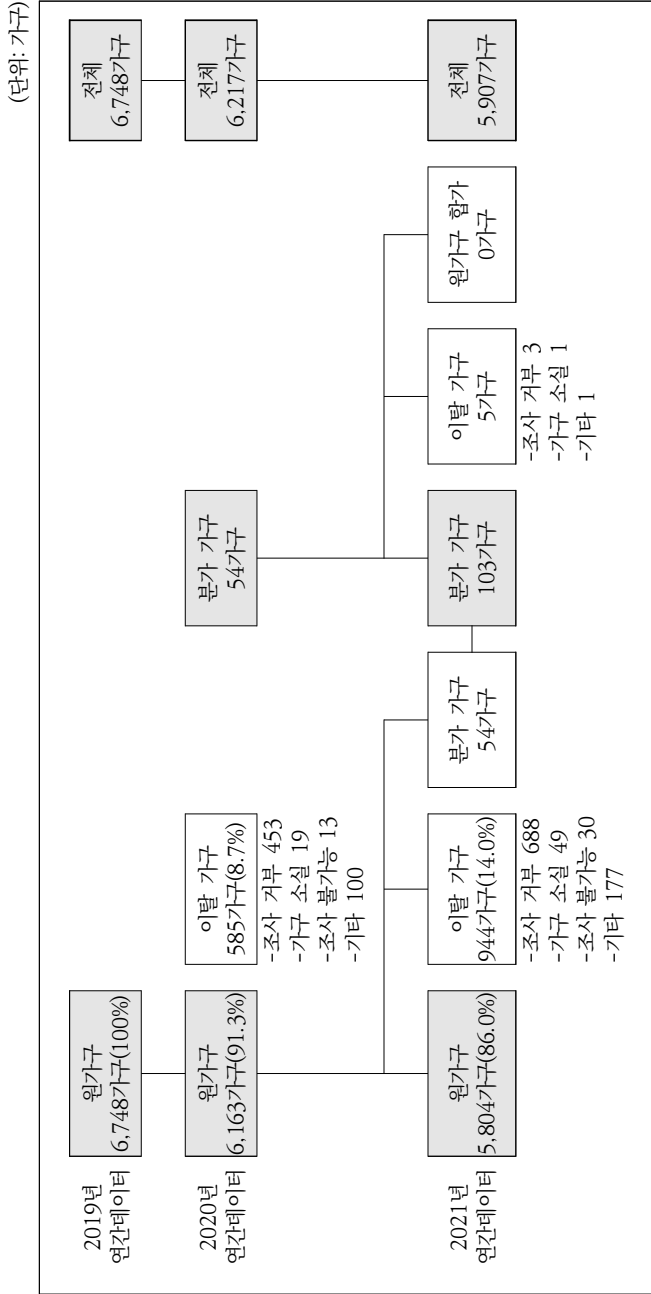 (단위: 가구)
2019년
연간데이터
원가구
6,748가구(100%)
전체
6,748가구
2020년
연간데이터
원가구
6,163가구(91.3%)
이탈 가구
585가구(8.7%)
-조사 거부 453
-가구 소실 19
-조사 불가능 13
-기타 100
분가 가구
54가구
전체
6,217가구
2021년
연간데이터
원가구
5,804가구(86.0%)
이탈 가구
944가구(14.0%)
-조사 거부 688
-가구 소실 49
-조사 불가능 30
-기타 177
분가 가구
54가구
분가 가구
103가구
이탈 가구
5가구
-조사 거부 3
-가구 소실 1
-기타 1
원가구 합가
0가구
전체
5,907가구